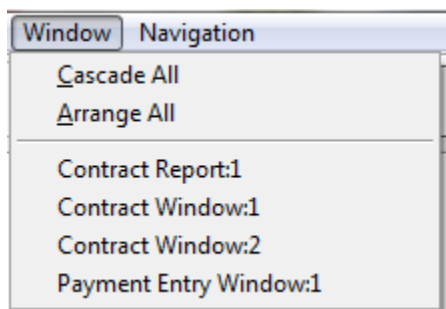 Window Navigation
Cascade All
Arrange All
Contract Report:1
Contract Window:1
Contract Window:2
Payment Entry Window:1